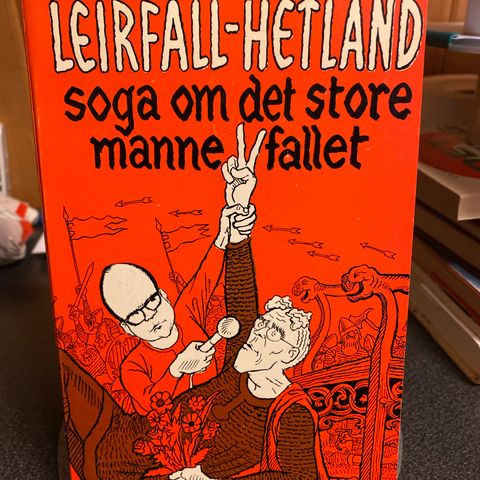 LEIRFALL-HETLAND
soga om det store
manne fallet